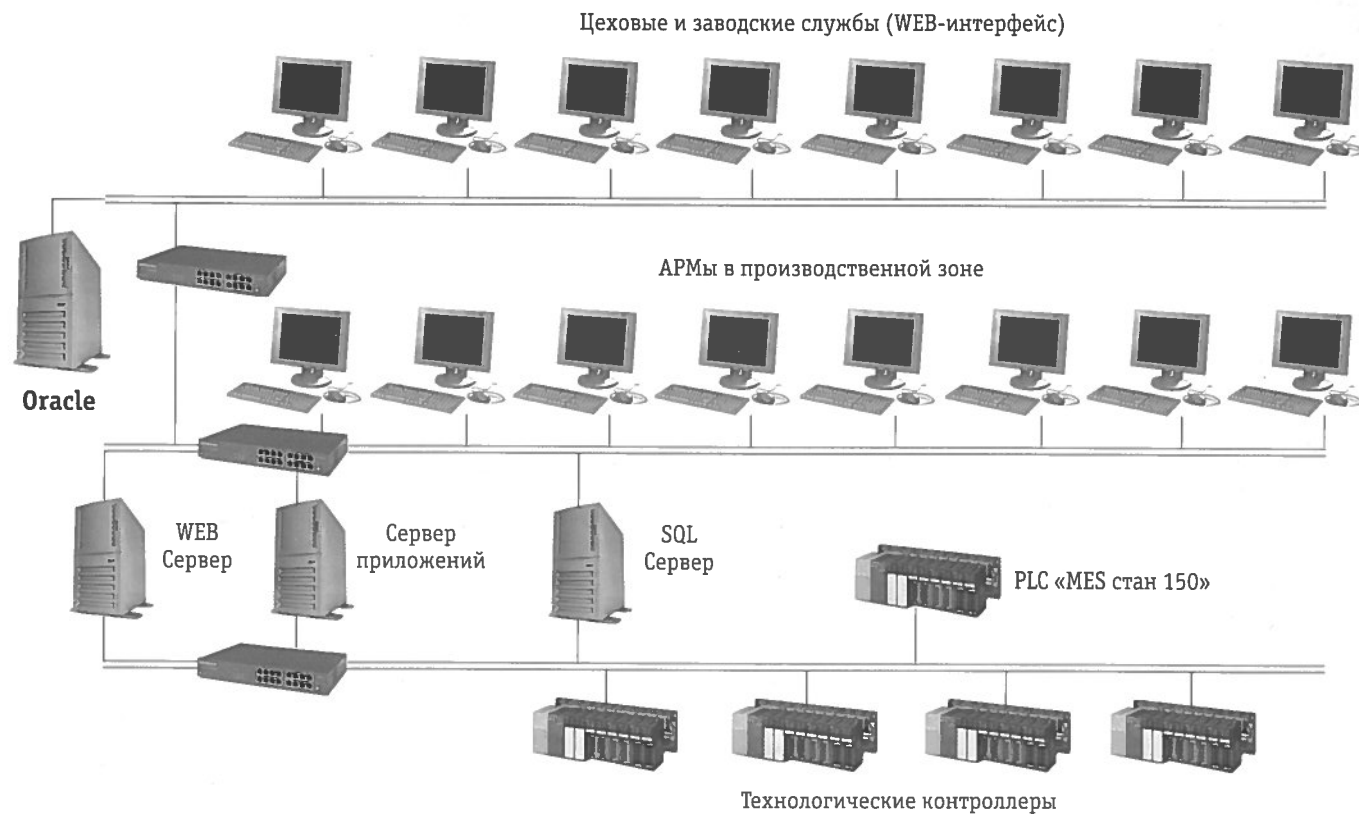 Цеховые и заводские службы (WEB-интерфейс)
АРМы в производственной зоне
Oracle
WEB
Сервер
Сервер
приложений
SQL
Сервер
PLC «MES стан 150»
Технологические контроллеры